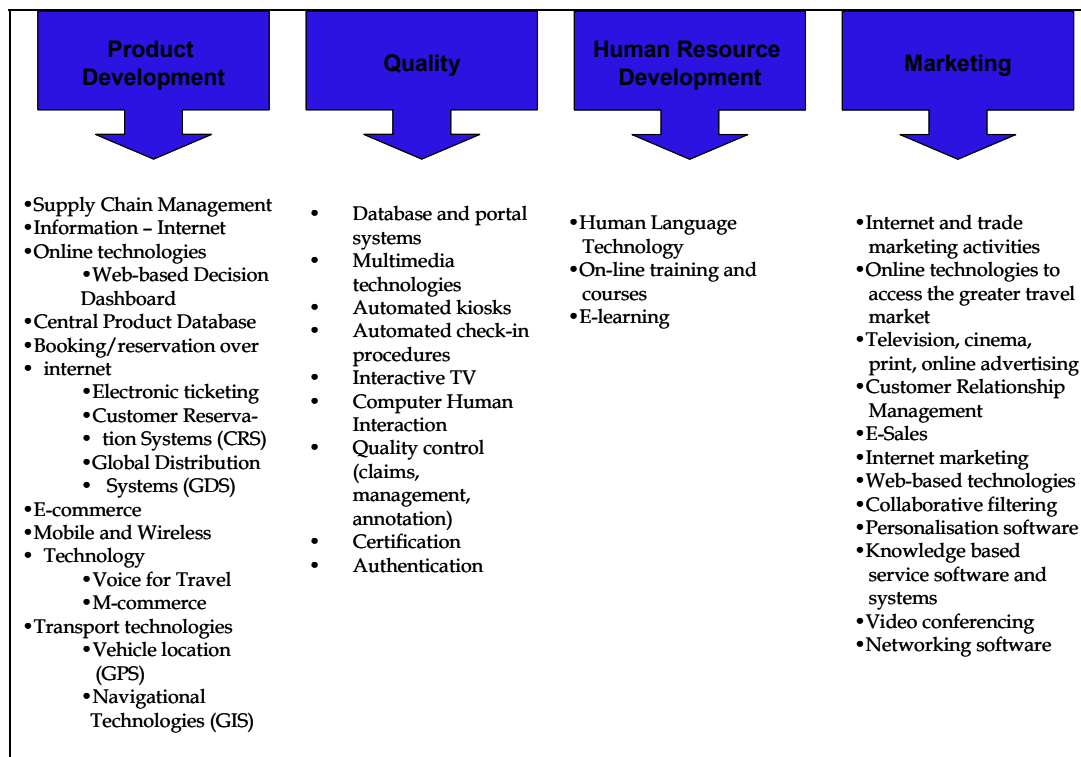 Product
Development
•Supply Chain Management
•Information – Internet
•Online technologies
•Web-based Decision
Dashboard
•Central Product Database
•Booking/reservation over
• internet
•Electronic ticketing
•Customer Reserva-
• tion Systems (CRS)
•Global Distribution
• Systems (GDS)
•E-commerce
•Mobile and Wireless
• Technology
•Voice for Travel
•M-commerce
•Transport technologies
•Vehicle location
(GPS)
•Navigational
Technologies (GIS)
Quality
• Database and portal
systems
• Multimedia
technologies
• Automated kiosks
• Automated check-in
procedures
• Interactive TV
• Computer Human
Interaction
• Quality control
(claims,
management,
annotation)
• Certification
• Authentication
Human Resource
Development
•Human Language
Technology
•On-line training and
courses
•E-learning
Marketing
•Internet and trade
marketing activities
•Online technologies to
access the greater travel
market
•Television, cinema,
print, online advertising
•Customer Relationship
Management
•E-Sales
•Internet marketing
•Web-based technologies
•Collaborative filtering
•Personalisation software
•Knowledge based
service software and
systems
•Video conferencing
•Networking software